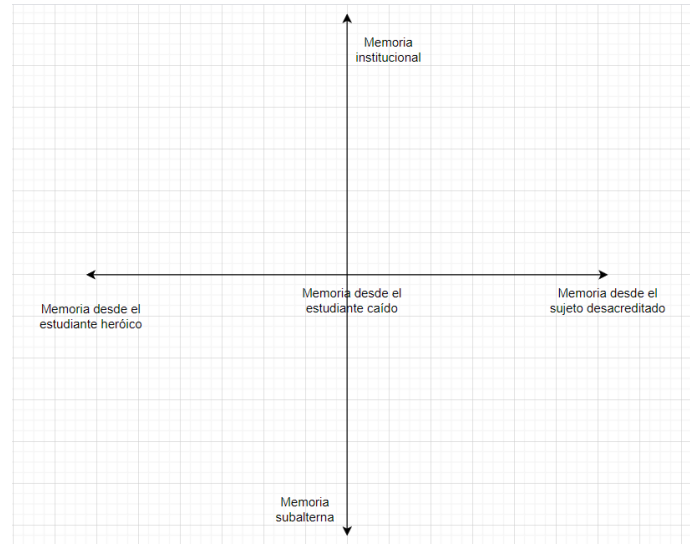 Memoria
institucional
Memoria desde el
estudiante heróico
Memoria desde el
estudiante caído
Memoria desde el
sujeto desacreditado
Memoria
subalterna